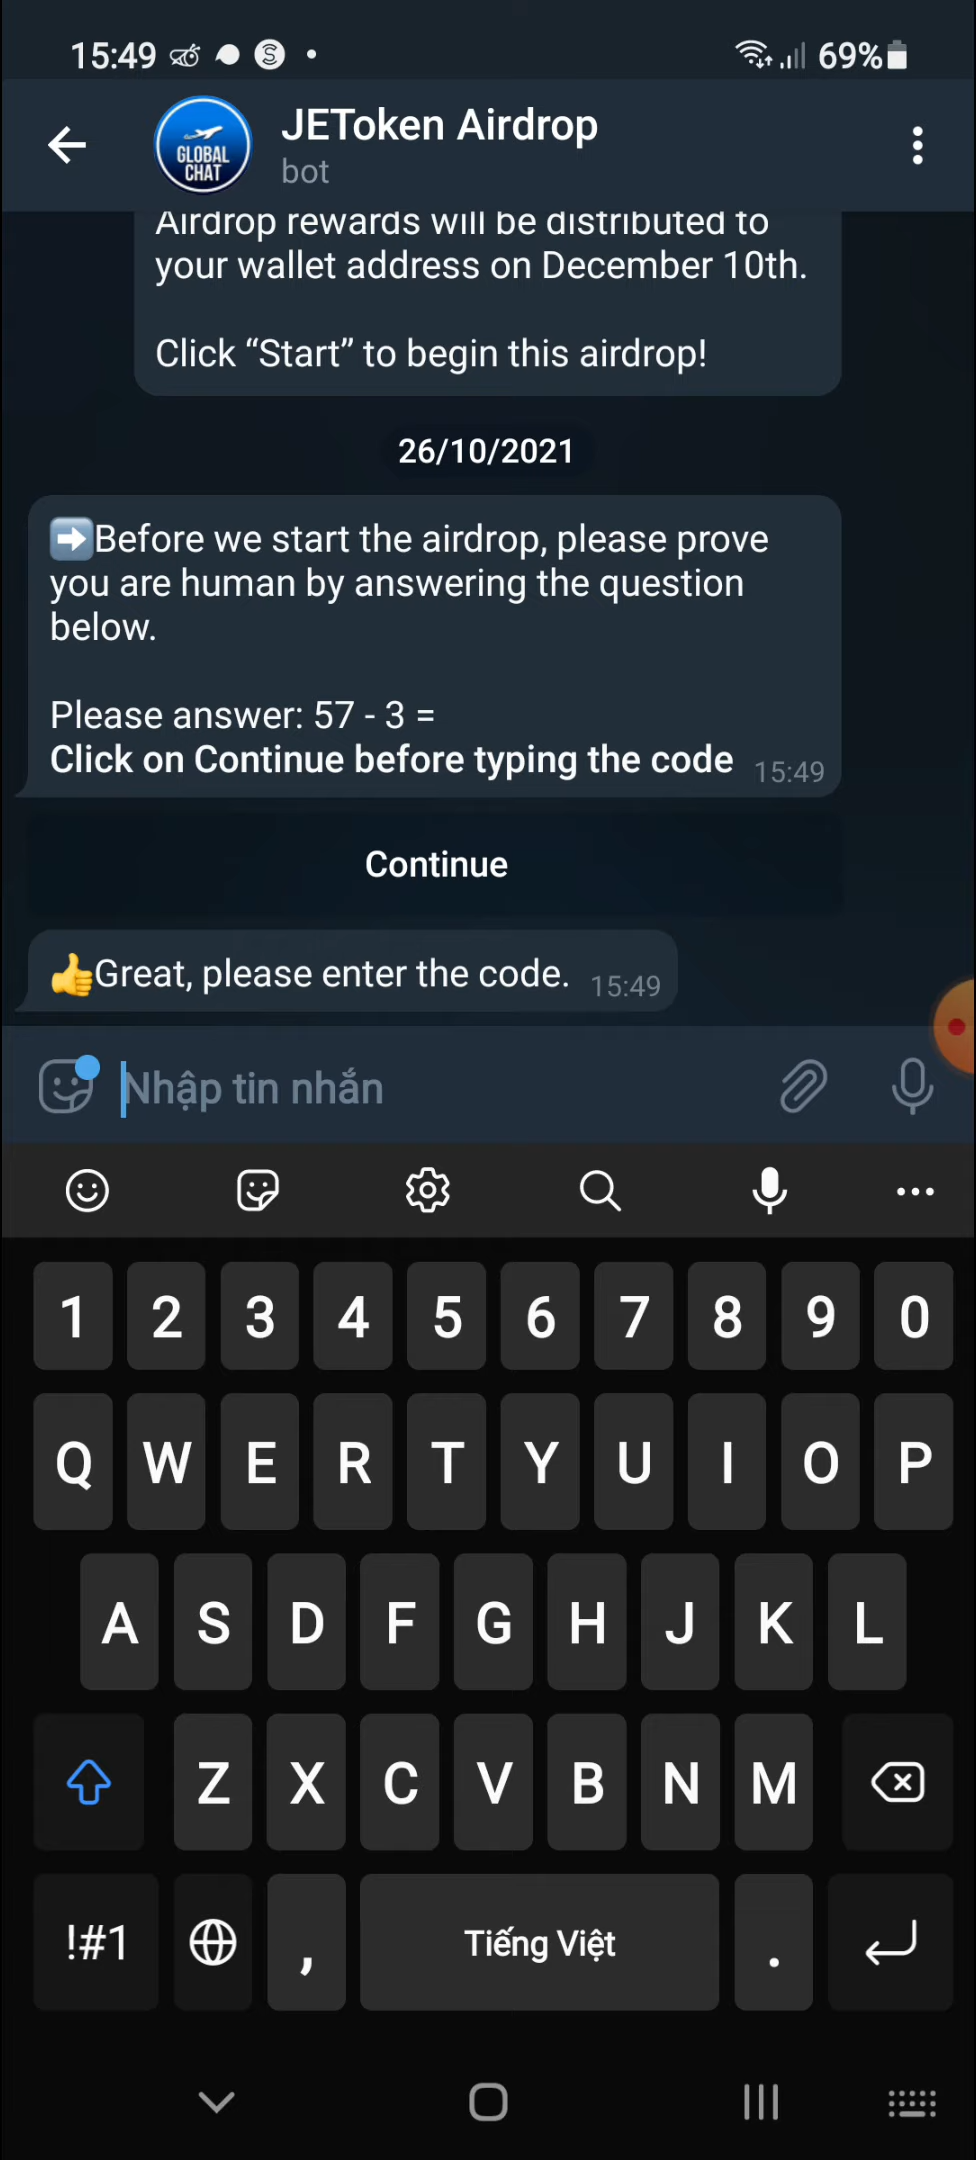 15:49 69%
GLOBAL
CHAT
JEToken Airdrop
bot
Airdrop rewards will be distributed to
your wallet address on December 10th.
Click “Start” to begin this airdrop!
26/10/2021
➡️Before we start the airdrop, please prove
you are human by answering the question
below.
Please answer: 57 - 3 =
Click on Continue before typing the code 15:49
Continue
👍Great, please enter the code. 15:49
Nhập tin nhắn
1 2 3 4 5 6 7 8 9 0
Q W E R T Y U I O P
A S D F G H J K L
Z X C V B N M
!#1 , Tiếng Việt .